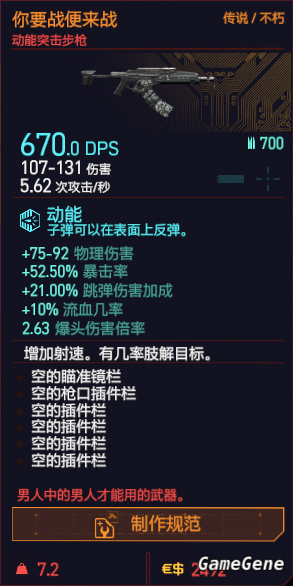 你要战便来战
传说 / 不朽
动能突击步枪
670.0 DPS
700
107-131 伤害
5.62 次攻击/秒
动能
子弹可以在表面上反弹。
+75-92 物理伤害
+52.50% 暴击率
+21.00% 跳弹伤害加成
+10% 流血几率
2.63 爆头伤害倍率
增加射速。有几率肢解目标。
空的瞄准镜栏
空的枪口插件栏
空的插件栏
空的插件栏
空的插件栏
空的插件栏
男人中的男人才能用的武器。
制作规范
7.2
€$ 2492
GameGene